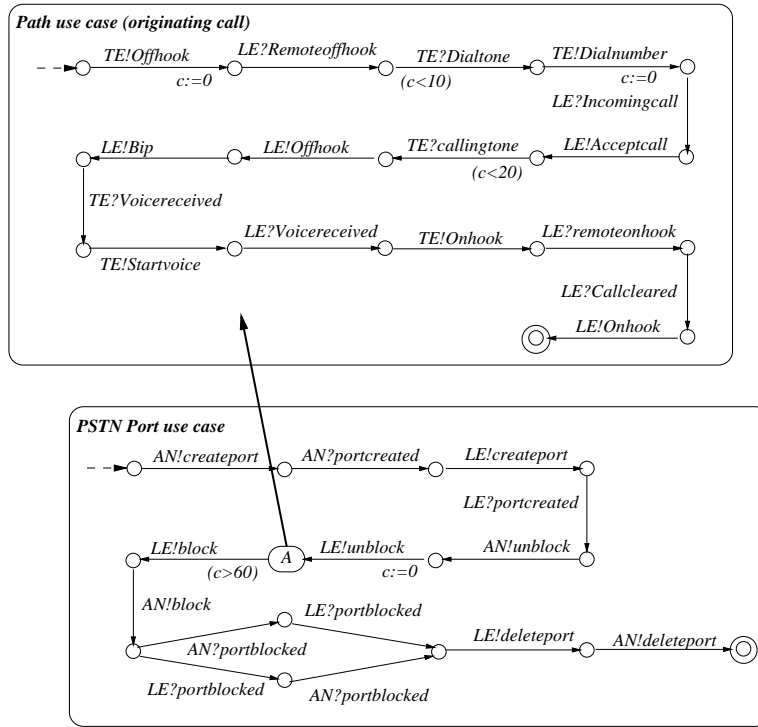 Path use case (originating call)
TE!Offhook
c:=0
LE?Remoteoffhook
TE?Dialtone
(c<10)
TE!Dialnumber
c:=0
LE?Incomingcall
LE!Acceptcall
TE?callingtone
(c<20)
LE!Offhook
LE!Bip
TE?Voicereceived
TE!Startvoice
LE?Voicereceived
TE!Onhook
LE?remoteonhook
LE?Callcleared
LE!Onhook
PSTN Port use case
AN!createport
AN?portcreated
LE!createport
LE?portcreated
AN!unblock
LE!unblock
c:=0
A
LE!block
(c>60)
AN!block
LE?portblocked
AN?portblocked
LE?portblocked
AN?portblocked
LE!deleteport
AN!deleteport